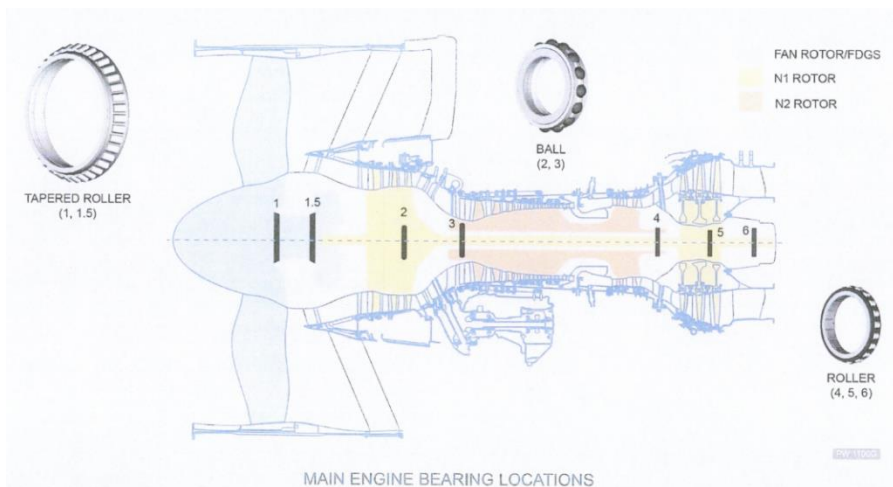 FAN ROTOR/FDGS
N1 ROTOR
N2 ROTOR
BALL
(2, 3)
TAPERED ROLLER
(1, 1.5)
1
1.5
2
3
4
5
6
ROLLER
(4, 5, 6)
PW1100G
MAIN ENGINE BEARING LOCATIONS